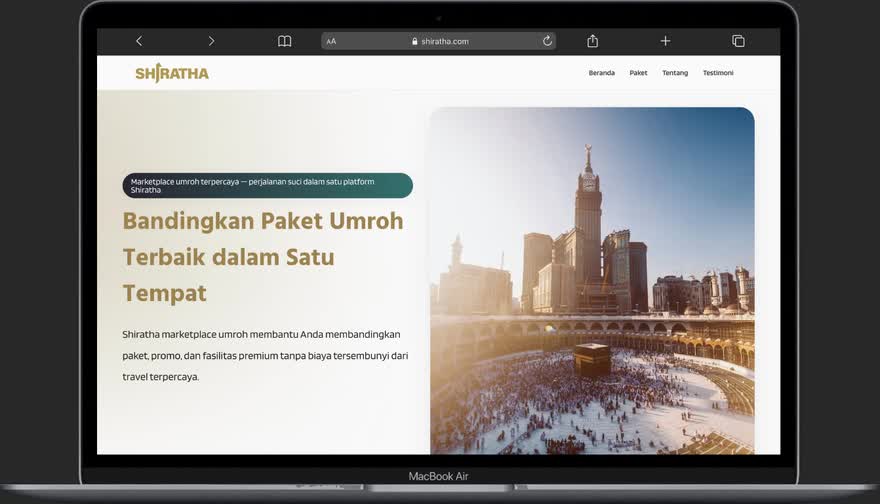 AA
shiratha.com
SHIRATHA
Beranda Paket Tentang Testimoni
Marketplace umroh terpercaya — perjalanan suci dalam satu platform
Shiratha
Bandingkan Paket Umroh
Terbaik dalam Satu
Tempat
Shiratha marketplace umroh membantu Anda membandingkan
paket, promo, dan fasilitas premium tanpa biaya tersembunyi dari
travel terpercaya.
MacBook Air